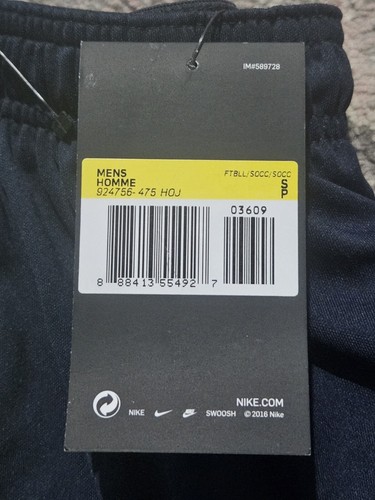 IM#569728
MENS
HOMME
924756- 475 HOJ
FTBLL/SOCC/SOCC
S
P
03609
8 88413 55492 7
NIKE.COM
NIKE SWOOSH © 2016 Nike